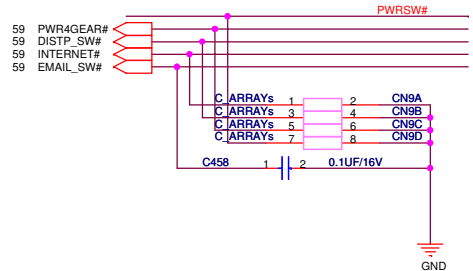 PWRSW#
59 PWR4GEAR#
59 DISTP_SW#
59 INTERNET#
59 EMAIL_SW#
C_ARRAYs 1 2 CN9A
C_ARRAYs 3 4 CN9B
C_ARRAYs 5 6 CN9C
C_ARRAYs 7 8 CN9D
C458 1 2 0.1UF/16V
GND